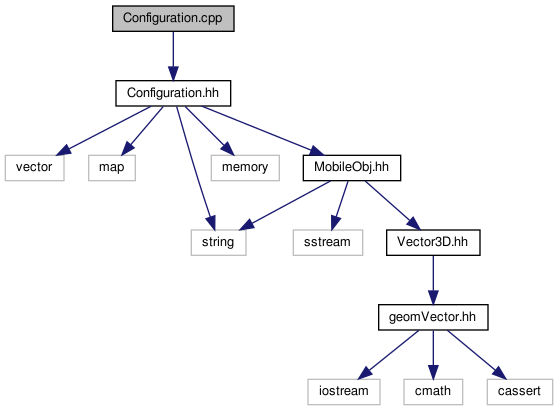 Configuration.cpp
Configuration.hh
vector
map
memory
MobileObj.hh
string
sstream
Vector3D.hh
geomVector.hh
iostream
cmath
cassert